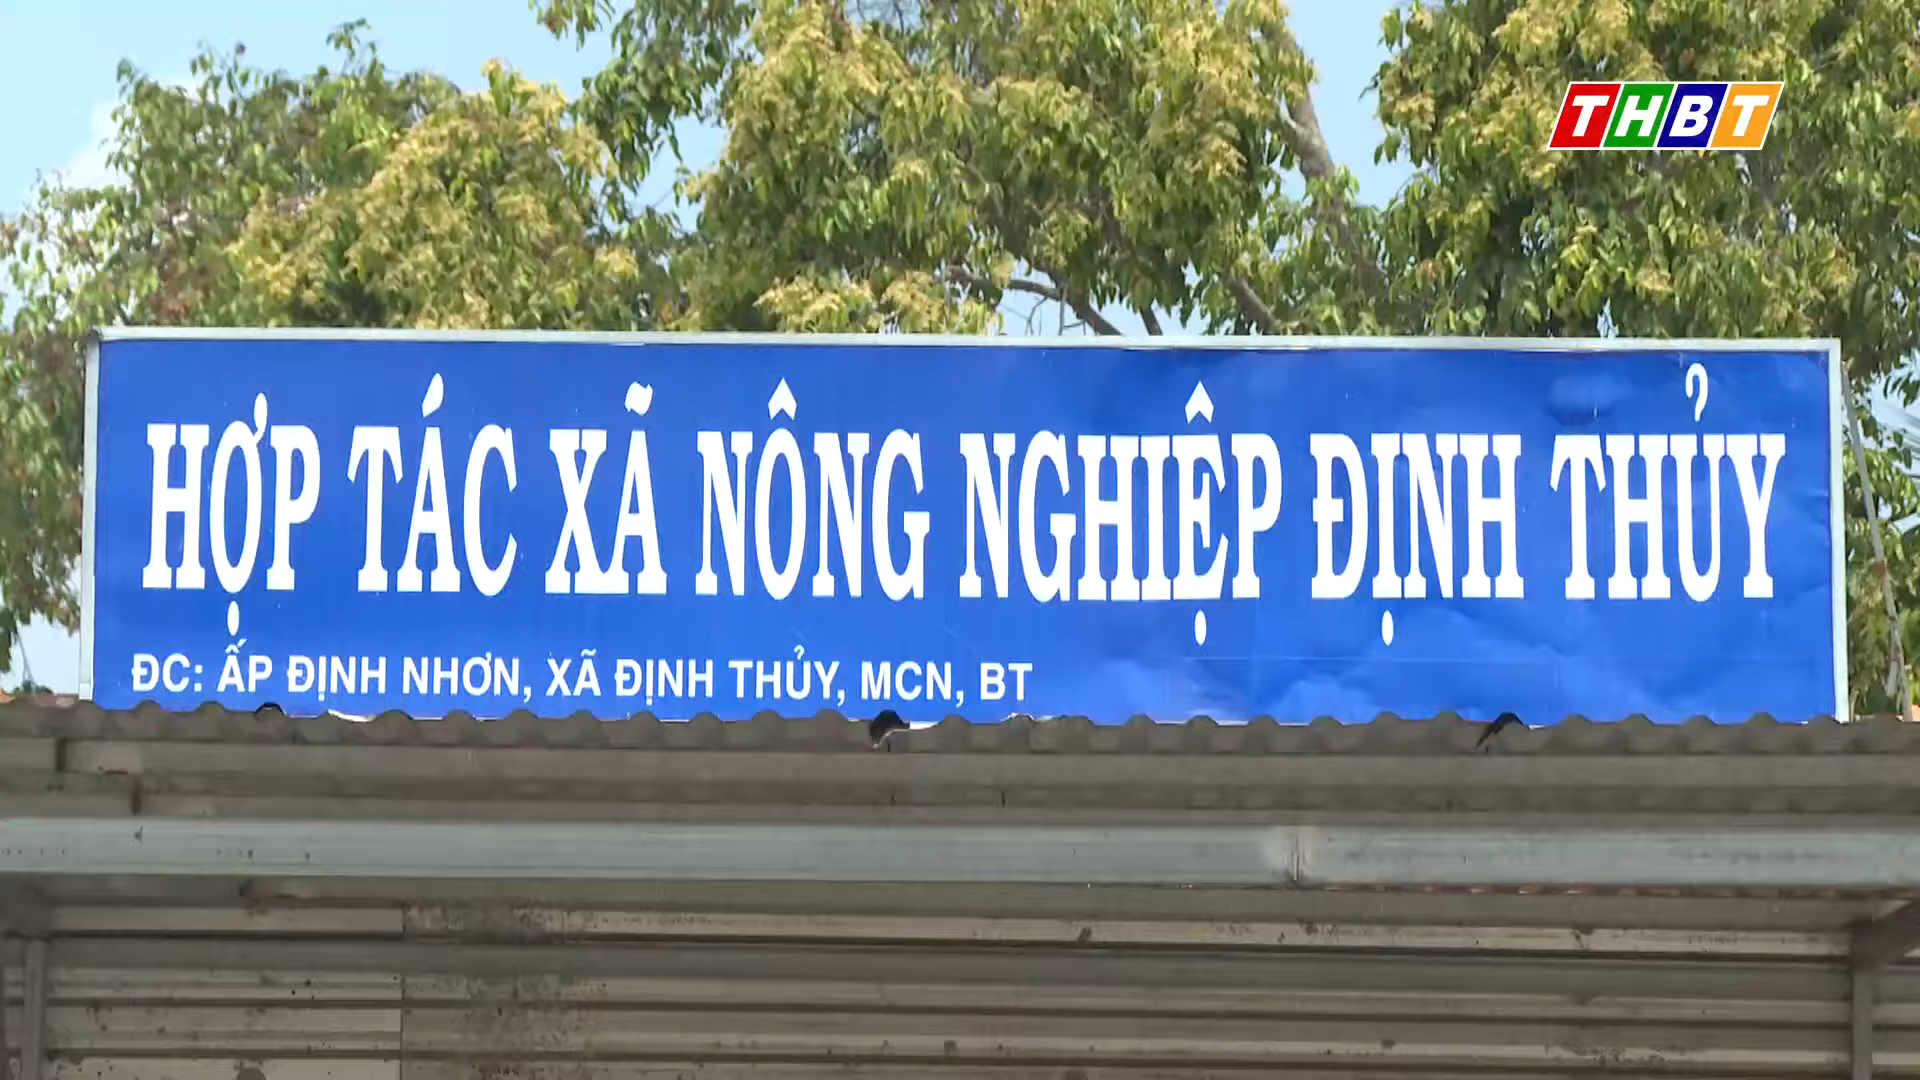 THBT
HỢP TÁC XÃ NÔNG NGHIỆP ĐỊNH THỦY
ĐC: ẤP ĐỊNH NHƠN, XÃ ĐỊNH THỦY, MCN, BT